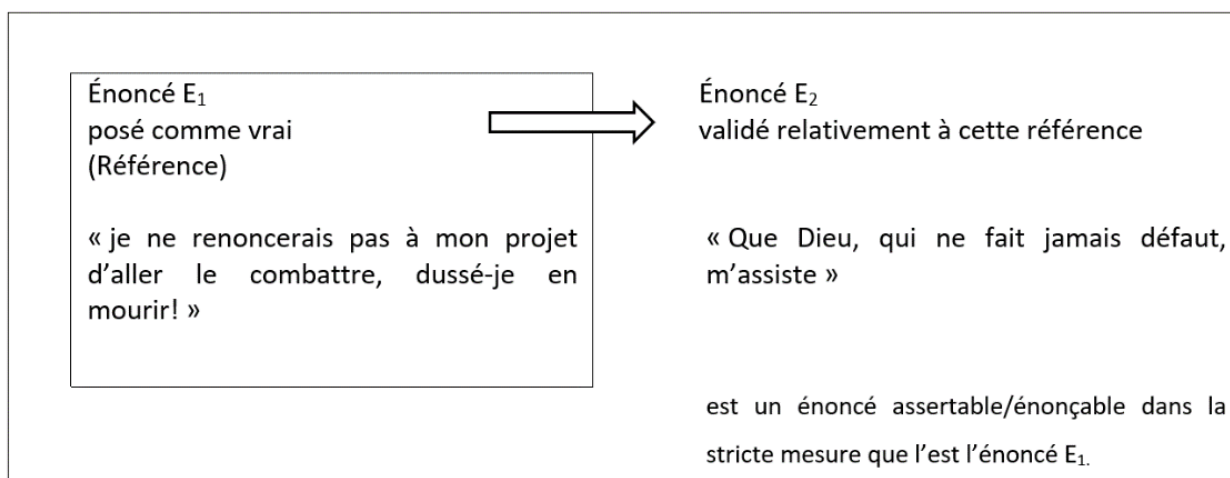 Énoncé E₁
posé comme vrai
(Référence)
« je ne renoncerais pas à mon projet
d’aller le combattre, dussé-je en
mourir! »
Énoncé E₂
validé relativement à cette référence
« Que Dieu, qui ne fait jamais défaut,
m’assiste »
est un énoncé assertable/énonçable dans la
stricte mesure que l’est l’énoncé E₁.